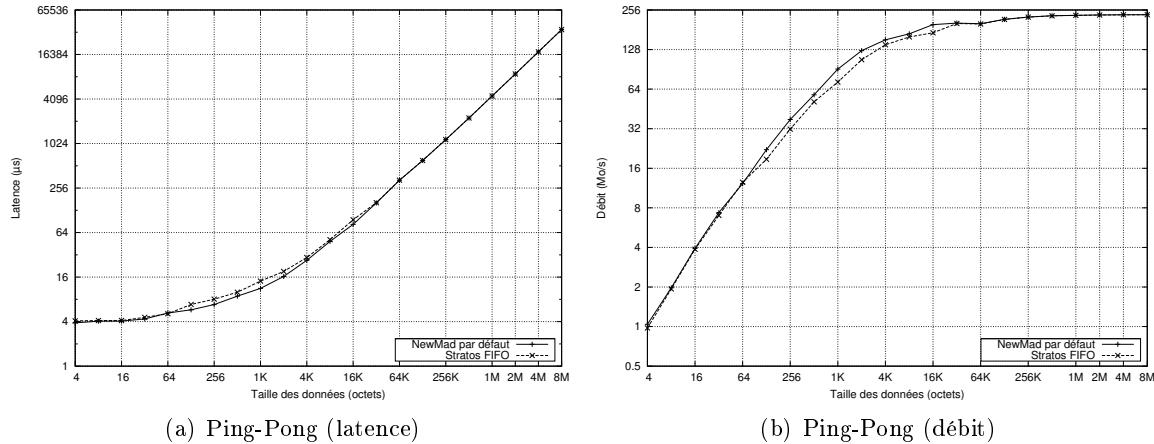 65536
16384
4096
1024
256
64
16
4
1
Latence (µs)
4 16 64 256 1K 4K 16K 64K 256K 1M 2M 4M 8M
Taille des données (octets)
NewMad par défaut
Stratos FIFO
(a) Ping-Pong (latence)
256
128
64
32
16
8
4
2
1
0.5
Débit (Mo/s)
4 16 64 256 1K 4K 16K 64K 256K 1M 2M 4M 8M
Taille des données (octets)
NewMad par défaut
Stratos FIFO
(b) Ping-Pong (débit)